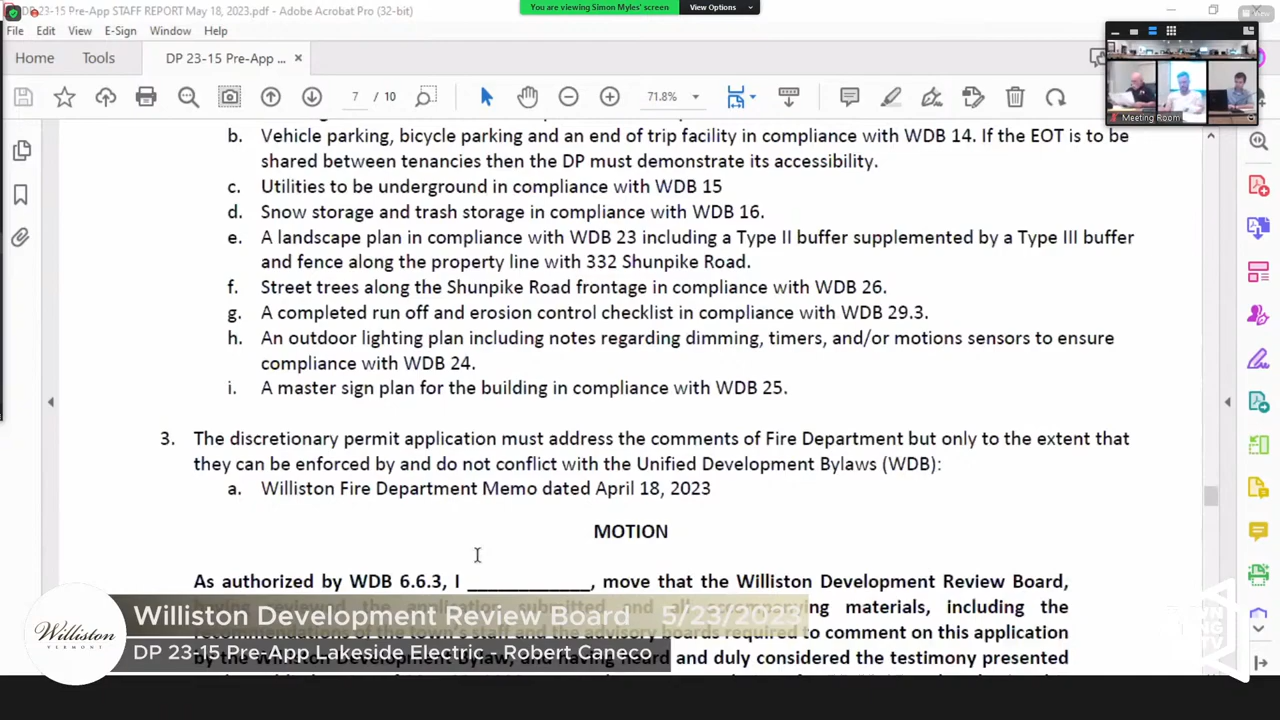 DP 23-15 Pre-App STAFF REPORT May 18, 2023.pdf - Adobe Acrobat Pro (32-bit)
You are viewing Simon Myles' screen
View Options
View
File Edit View E-Sign Window Help
Home Tools DP 23-15 Pre-App ...
7 / 10 71.8%
Meeting Room
b. Vehicle parking, bicycle parking and an end of trip facility in compliance with WDB 14. If the EOT is to be
shared between tenancies then the DP must demonstrate its accessibility.
c. Utilities to be underground in compliance with WDB 15
d. Snow storage and trash storage in compliance with WDB 16.
e. A landscape plan in compliance with WDB 23 including a Type II buffer supplemented by a Type III buffer
and fence along the property line with 332 Shunpike Road.
f. Street trees along the Shunpike Road frontage in compliance with WDB 26.
g. A completed run off and erosion control checklist in compliance with WDB 29.3.
h. An outdoor lighting plan including notes regarding dimming, timers, and/or motions sensors to ensure
compliance with WDB 24.
i. A master sign plan for the building in compliance with WDB 25.
3. The discretionary permit application must address the comments of Fire Department but only to the extent that
they can be enforced by and do not conflict with the Unified Development Bylaws (WDB):
a. Williston Fire Department Memo dated April 18, 2023
MOTION
As authorized by WDB 6.6.3, I ____________, move that the Williston Development Review Board,
accompanying materials, including the
to comment on this application
and duly considered the testimony presented
Williston
VERMONT
Williston Development Review Board 5/23/2023
DP 23-15 Pre-App Lakeside Electric - Robert Caneco